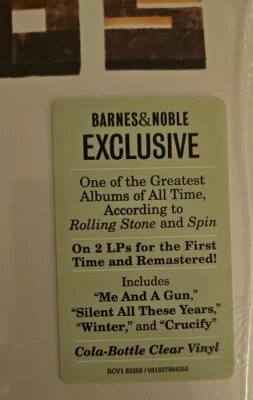 BARNES&NOBLE
EXCLUSIVE
One of the Greatest
Albums of All Time,
According to
Rolling Stone and Spin
On 2 LPs for the First
Time and Remastered!
Includes
“Me And A Gun,”
“Silent All These Years,”
“Winter,” and “Crucify”
Cola-Bottle Clear Vinyl